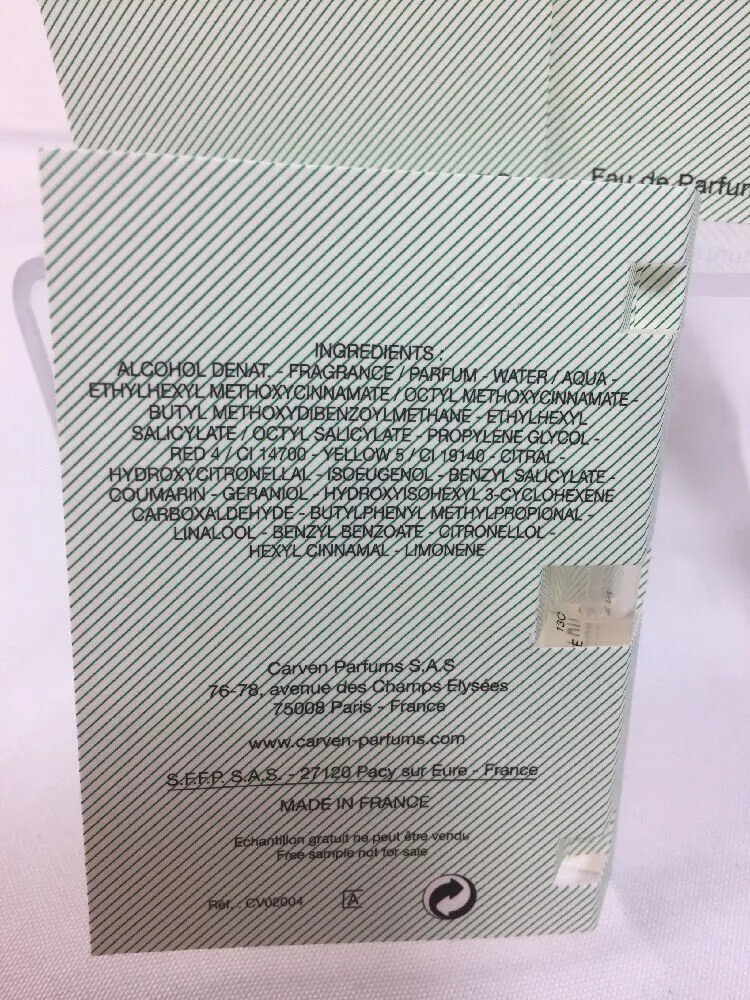 Eau de Parfum
INGREDIENTS :
ALCOHOL DENAT. - FRAGRANCE / PARFUM - WATER / AQUA -
ETHYLHEXYL METHOXYCINNAMATE / OCTYL METHOXYCINNAMATE -
BUTYL METHOXYDIBENZOYLMETHANE - ETHYLHEXYL
SALICYLATE / OCTYL SALICYLATE - PROPYLENE GLYCOL -
RED 4 / CI 14700 - YELLOW 5 / CI 19140 - CITRAL -
HYDROXYCITRONELLAL - ISOEUGENOL - BENZYL SALICYLATE -
COUMARIN - GERANIOL - HYDROXYISOHEXYL 3-CYCLOHEXENE
CARBOXALDEHYDE - BUTYLPHENYL METHYLPROPIONAL -
LINALOOL - BENZYL BENZOATE - CITRONELLOL -
HEXYL CINNAMAL - LIMONENE
13C
Carven Parfums S.A.S
76-78, avenue des Champs Elysées
75008 Paris - France
www.carven-parfums.com
S.F.F.P. S.A.S. - 27120 Pacy sur Eure - France
MADE IN FRANCE
Echantillon gratuit ne peut être vendu
Free sample not for sale
Réf. : CV02004 A